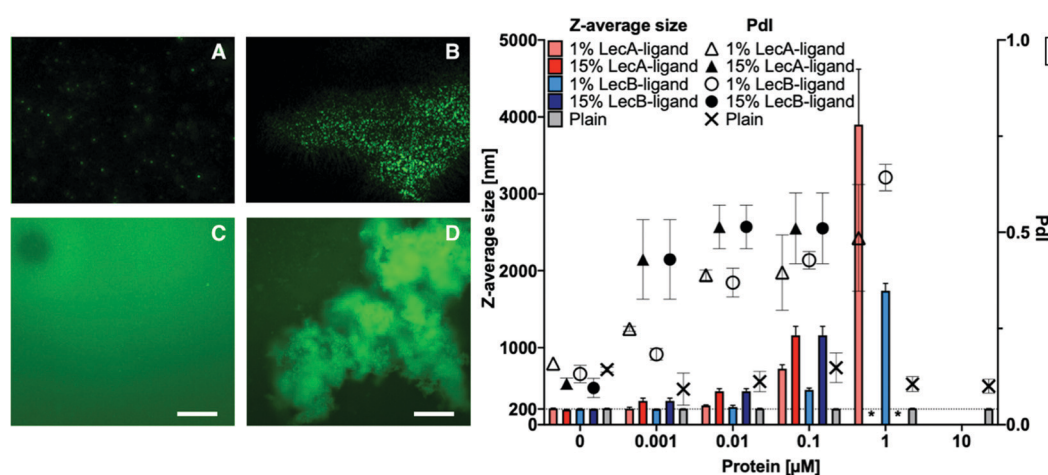 A
B
C
D
Z-average size PdI
1% LecA-ligand 1% LecA-ligand
15% LecA-ligand 15% LecA-ligand
1% LecB-ligand 1% LecB-ligand
15% LecB-ligand 15% LecB-ligand
Plain Plain
5000
4000
3000
2000
1000
200
Z-average size [nm]
1.0
0.5
0.0
PdI
* *
0 0.001 0.01 0.1 1 10
Protein [µM]